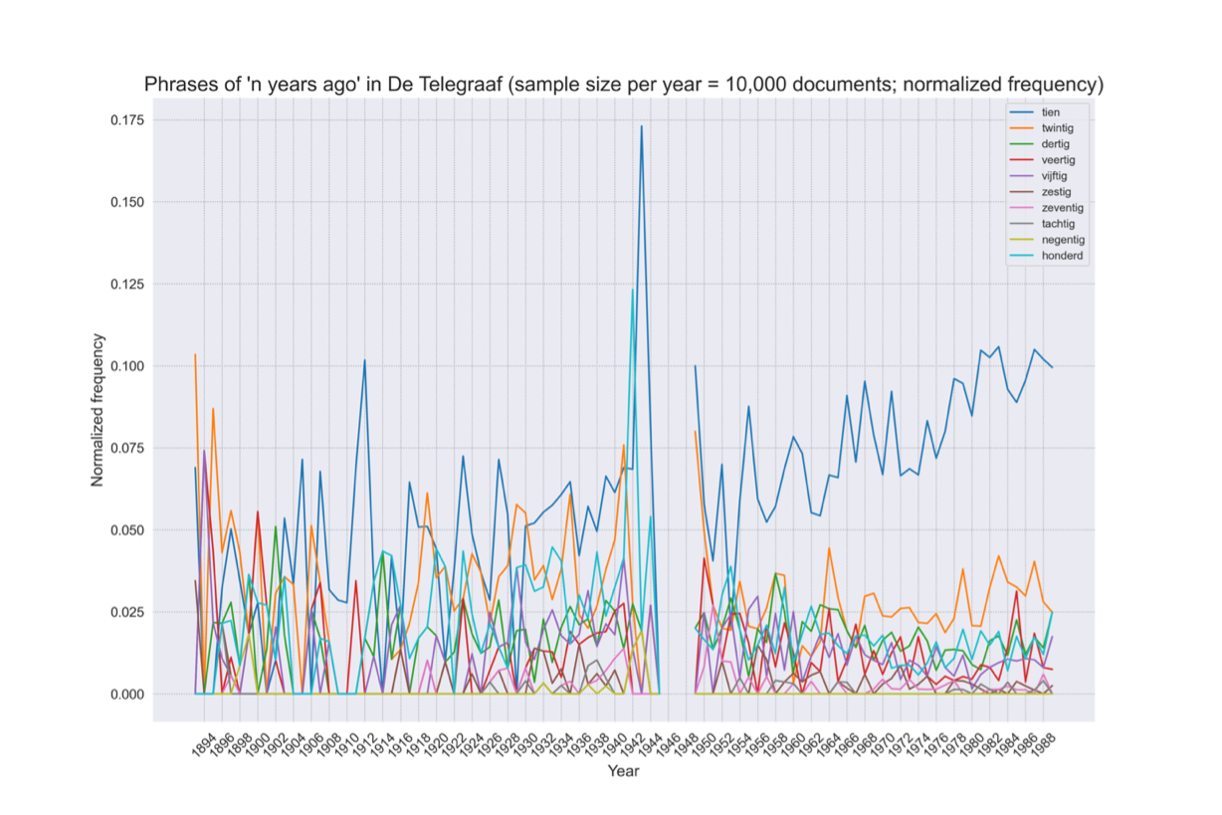 Phrases of 'n years ago' in De Telegraaf (sample size per year = 10,000 documents; normalized frequency)
tien
twintig
dertig
veertig
vijftig
zestig
zeventig
tachtig
negentig
honderd
0.175
0.150
0.125
0.100
0.075
0.050
0.025
0.000
Normalized frequency
1894 1896 1898 1900 1902 1904 1906 1908 1910 1912 1914 1916 1918 1920 1922 1924 1926 1928 1930 1932 1934 1936 1938 1940 1942 1944 1946 1948 1950 1952 1954 1956 1958 1960 1962 1964 1966 1968 1970 1972 1974 1976 1978 1980 1982 1984 1986 1988
Year